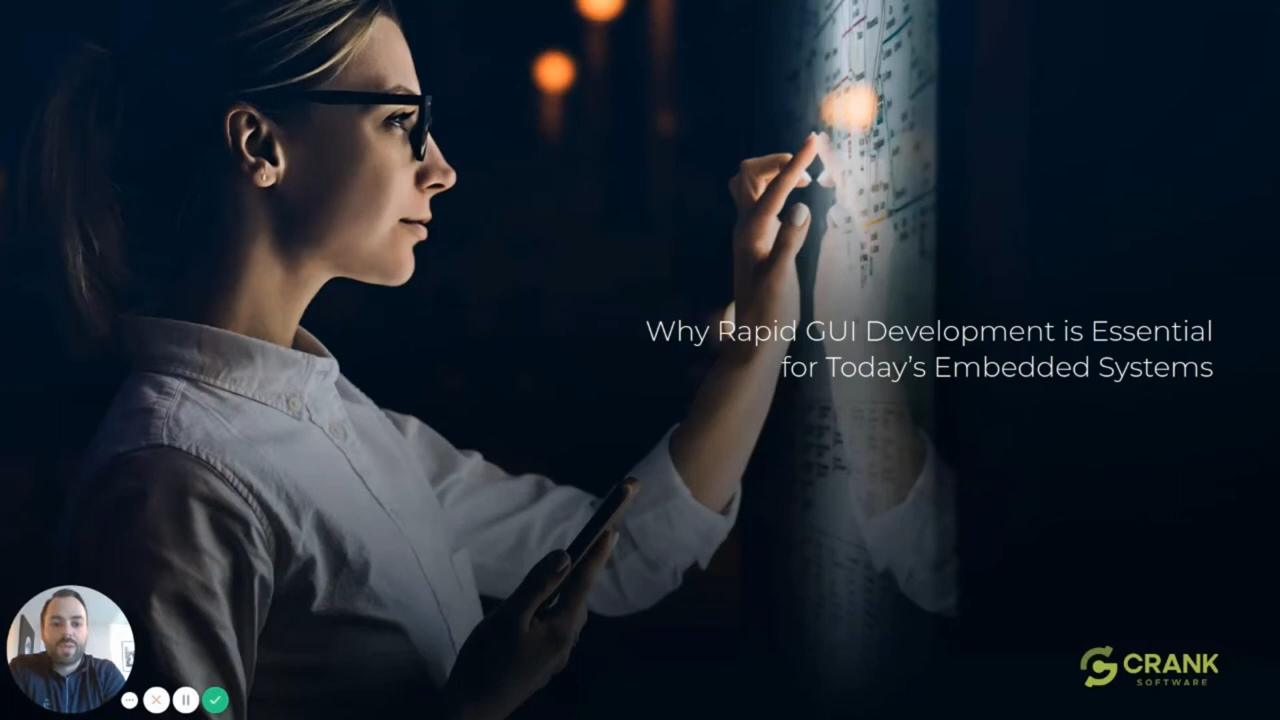 Why Rapid GUI Development is Essential
for Today's Embedded Systems
CRANK
SOFTWARE